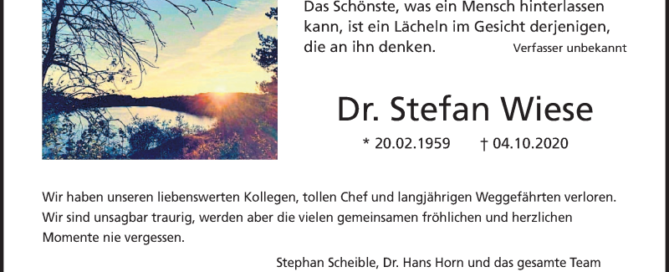 Das Schönste, was ein Mensch hinterlassen
kann, ist ein Lächeln im Gesicht derjenigen,
die an ihn denken. Verfasser unbekannt
Dr. Stefan Wiese
* 20.02.1959 † 04.10.2020
Wir haben unseren liebenswerten Kollegen, tollen Chef und langjährigen Weggefährten verloren.
Wir sind unsagbar traurig, werden aber die vielen gemeinsamen fröhlichen und herzlichen
Momente nie vergessen.
Stephan Scheible, Dr. Hans Horn und das gesamte Team